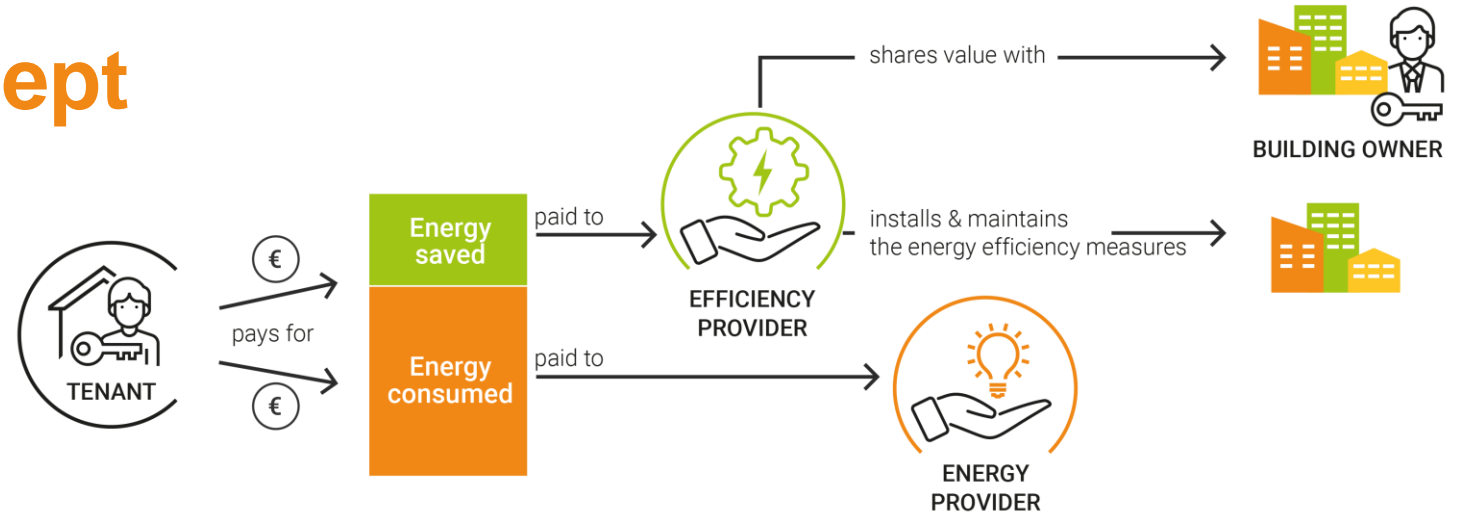 ept
shares value with
BUILDING OWNER
Energy
saved
paid to
installs & maintains
the energy efficiency measures
EFFICIENCY
PROVIDER
€
pays for
€
TENANT
Energy
consumed
paid to
ENERGY
PROVIDER